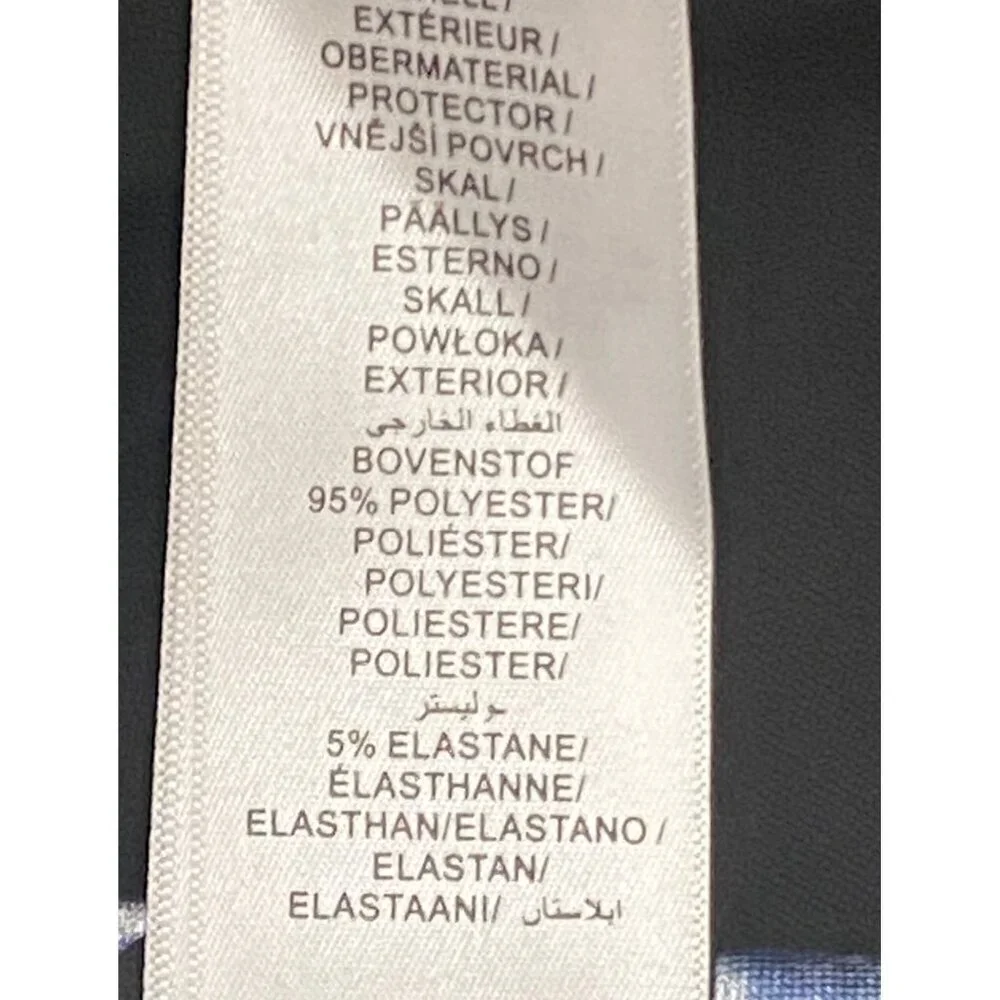 EXTÉRIEUR /
OBERMATERIAL /
PROTECTOR /
VNĚJŠÍ POVRCH /
SKAL /
PÄÄLLYS /
ESTERNO /
SKALL /
POWŁOKA /
EXTERIOR /
الغطاء الخارجي
BOVENSTOF
95% POLYESTER/
POLIÉSTER/
POLYESTERI/
POLIESTERE/
POLIESTER/
5% ELASTANE/
ÉLASTHANNE/
ELASTHAN/ELASTANO /
ELASTAN/
ELASTAANI/ ايلاستان